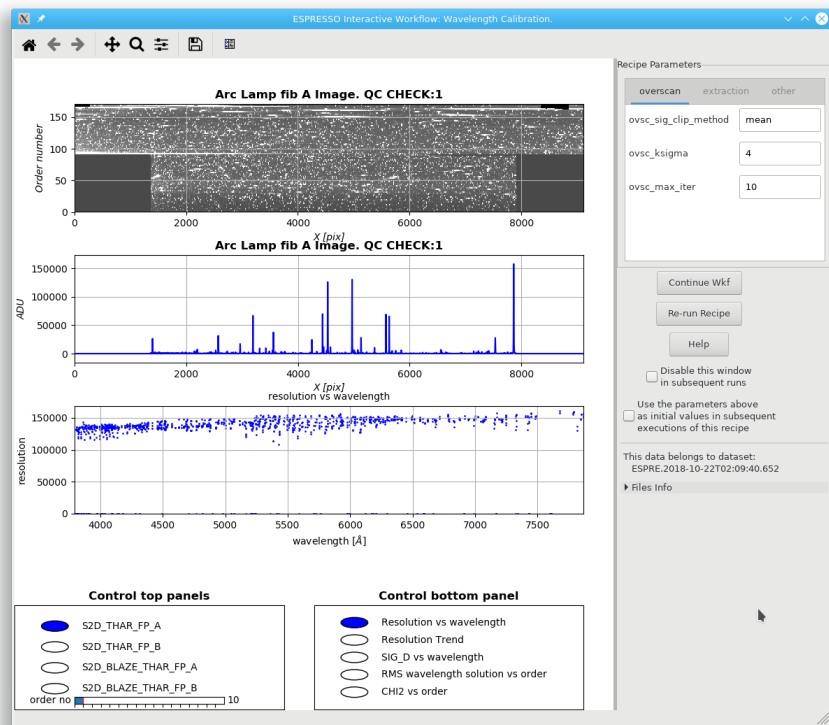 ESPRESSO Interactive Workflow: Wavelength Calibration.
Arc Lamp fib A Image. QC CHECK:1
Order number
150
100
50
0
0 2000 4000 6000 8000
X [pix]
Arc Lamp fib A Image. QC CHECK:1
ADU
150000
100000
50000
0
0 2000 4000 6000 8000
X [pix]
resolution vs wavelength
resolution
150000
100000
50000
0
4000 4500 5000 5500 6000 6500 7000 7500
wavelength [Å]
Control top panels
S2D_THAR_FP_A
S2D_THAR_FP_B
S2D_BLAZE_THAR_FP_A
S2D_BLAZE_THAR_FP_B
order no 10
Control bottom panel
Resolution vs wavelength
Resolution Trend
SIG_D vs wavelength
RMS wavelength solution vs order
CHI2 vs order
Recipe Parameters
overscan extraction other
ovsc_sig_clip_method mean
ovsc_ksigma 4
ovsc_max_iter 10
Continue Wkf
Re-run Recipe
Help
Disable this window
in subsequent runs
Use the parameters above
as initial values in subsequent
executions of this recipe
This data belongs to dataset:
ESPRE.2018-10-22T02:09:40.652
Files Info